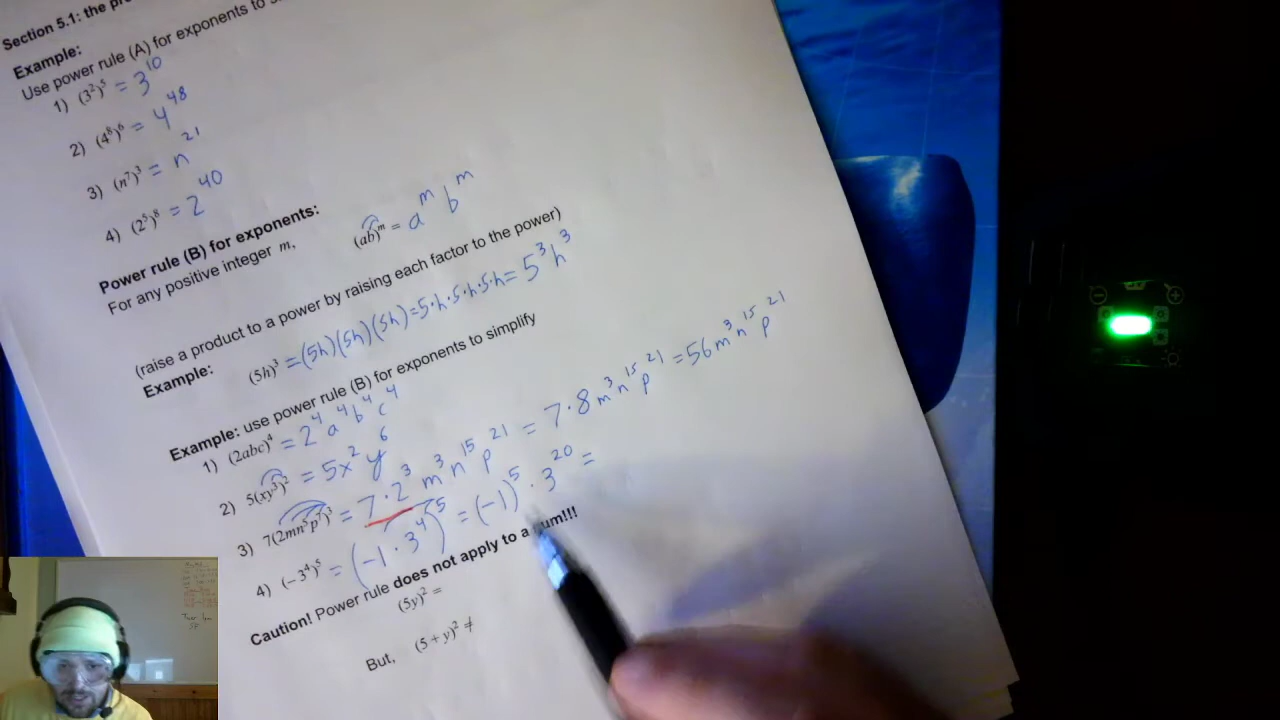 Section 5.1: the
Example:
Use power rule (A) for exponents to
1) (3²)⁵ = 3¹⁰
2) (4⁸)⁶ = 4⁴⁸
3) (n⁷)³ = n²¹
4) (2⁵)⁸ = 2⁴⁰
Power rule (B) for exponents:
For any positive integer m, (ab)ᵐ = aᵐ bᵐ
(raise a product to a power by raising each factor to the power)
Example: (5h)³ = (5h)(5h)(5h) = 5·h·5·h·5·h = 5³h³
Example: use power rule (B) for exponents to simplify
1) (2abc)⁴ = 2⁴a⁴b⁴c⁴
2) 5(xy³)² = 5x²y⁶
3) 7(2mn⁵p⁷)³ = 7·2³ m³n¹⁵p²¹ = 7·8m³n¹⁵p²¹ = 56m³n¹⁵p²¹
4) (−3⁴)⁵ = (−1·3⁴)⁵ = (−1)⁵·3²⁰ =
Caution! Power rule does not apply to a sum!!!
(5y)² =
But, (5 + y)² ≠